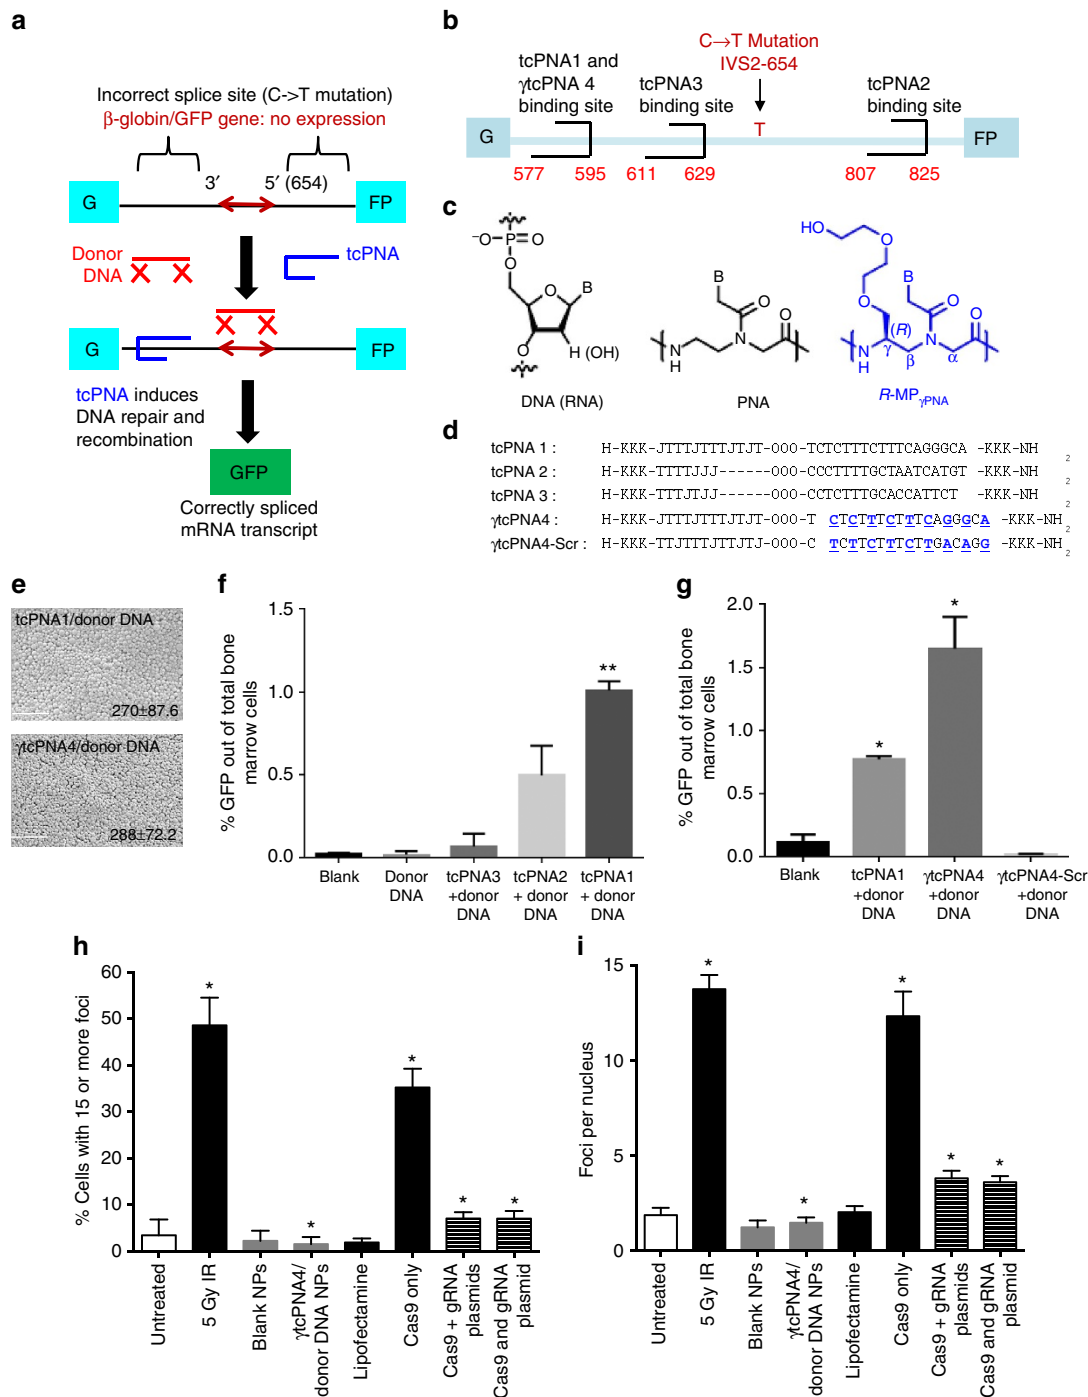 a
Incorrect splice site (C->T mutation)
β-globin/GFP gene: no expression
3′ 5′ (654)
G FP
Donor DNA
tcPNA
G FP
tcPNA induces
DNA repair and
recombination
GFP
Correctly spliced
mRNA transcript
b
C→T Mutation
IVS2-654
tcPNA1 and
γtcPNA 4
binding site
tcPNA3
binding site
tcPNA2
binding site
G T FP
577 595 611 629 807 825
c
⁻O P O
O
O B
O H (OH)
DNA (RNA)
B
O O
N H N
PNA
HO
O
O B
O O O
(R)
N H γ β N α
R-MPγPNA
d
tcPNA 1 : H-KKK-JTTTJTTTJTJT-OOO-TCTCTTTCTTTCAGGGCA -KKK-NH2
tcPNA 2 : H-KKK-TTTTJJJ------OOO-CCCTTTTGCTAATCATGT -KKK-NH2
tcPNA 3 : H-KKK-TTTJTJJ------OOO-CCTCTTTGCACCATTCT -KKK-NH2
γtcPNA4 : H-KKK-JTTTJTTTJTJT-OOO-T CTCTTTCTTTCAGGGCA -KKK-NH2
γtcPNA4-Scr : H-KKK-TTJTTTJTTJTJ-OOO-C TCTTCTTTCTTGACAGG -KKK-NH2
e
tcPNA1/donor DNA
270±87.6
γtcPNA4/donor DNA
288±72.2
f
% GFP out of total bone
marrow cells
1.5
1.0
0.5
0.0
**
Blank
Donor
DNA
tcPNA3
+donor
DNA
tcPNA2
+ donor
DNA
tcPNA1
+ donor
DNA
g
% GFP out of total bone
marrow cells
2.0
1.5
1.0
0.5
0.0
*
*
Blank
tcPNA1
+donor
DNA
γtcPNA4
+donor
DNA
γtcPNA4-Scr
+donor
DNA
h
% Cells with 15 or more foci
60
50
40
30
20
10
0
* * * * *
Untreated
5 Gy IR
Blank NPs
γtcPNA4/
donor DNA NPs
Lipofectamine
Cas9 only
Cas9 + gRNA
plasmids
Cas9 and gRNA
plasmid
i
Foci per nucleus
15
10
5
0
* * * * *
Untreated
5 Gy IR
Blank NPs
γtcPNA4/
donor DNA NPs
Lipofectamine
Cas9 only
Cas9 + gRNA
plasmids
Cas9 and gRNA
plasmid